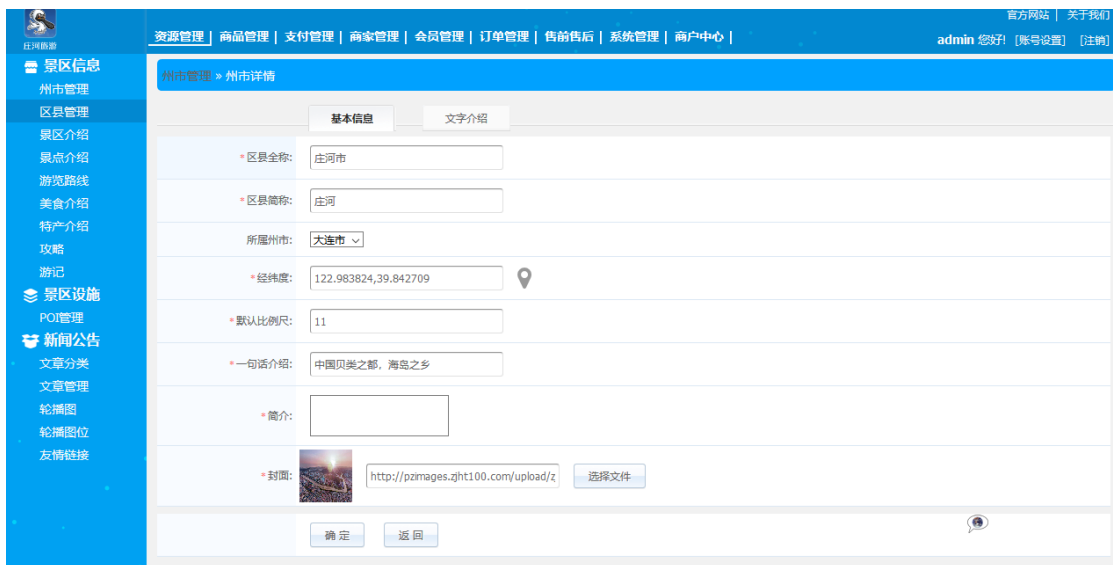 官方网站 | 关于我们
庄河旅游
资源管理 | 商品管理 | 支付管理 | 商家管理 | 会员管理 | 订单管理 | 售前售后 | 系统管理 | 商户中心 |
admin 您好! [账号设置] [注销]
景区信息
州市管理
区县管理
景区介绍
景点介绍
游览路线
美食介绍
特产介绍
攻略
游记
景区设施
POI管理
新闻公告
文章分类
文章管理
轮播图
轮播图位
友情链接
州市管理 » 州市详情
基本信息 文字介绍
*区县全称: 庄河市
*区县简称: 庄河
所属州市: 大连市
*经纬度: 122.983824,39.842709
*默认比例尺: 11
*一句话介绍: 中国贝类之都，海岛之乡
*简介:
*封面: http://pzimages.zjht100.com/upload/z 选择文件
确 定 返 回